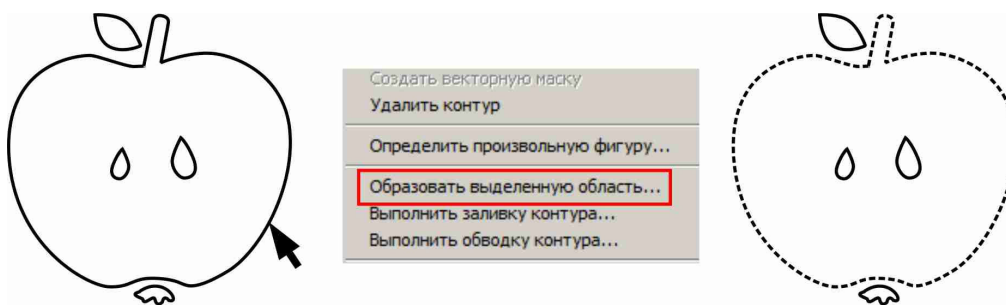 Создать векторную маску
Удалить контур
Определить произвольную фигуру...
Образовать выделенную область...
Выполнить заливку контура...
Выполнить обводку контура...